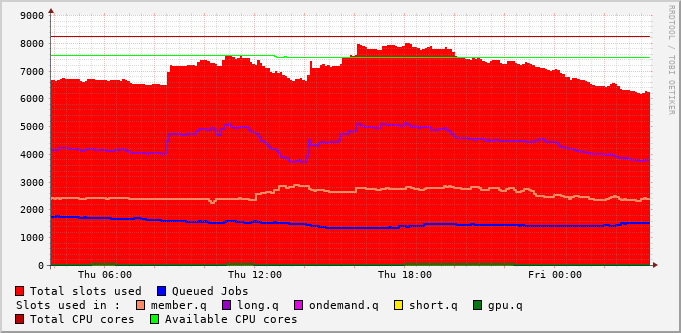 RRDTOOL / TOBI OETIKER
9000
8000
7000
6000
5000
4000
3000
2000
1000
0
Thu 06:00 Thu 12:00 Thu 18:00 Fri 00:00
Total slots used Queued Jobs
Slots used in : member.q long.q ondemand.q short.q gpu.q
Total CPU cores Available CPU cores